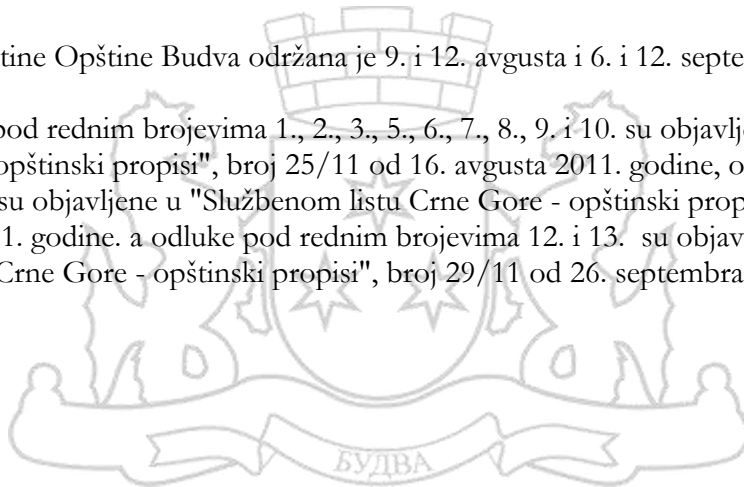 tine Opštine Budva održana je 9. i 12. avgusta i 6. i 12. septe
pod rednim brojevima 1., 2., 3., 5., 6., 7., 8., 9. i 10. su objavlj
opštinski propisi", broj 25/11 od 16. avgusta 2011. godine, o
su objavljene u "Službenom listu Crne Gore - opštinski prop
1. godine. a odluke pod rednim brojevima 12. i 13. su objav
Crne Gore - opštinski propisi", broj 29/11 od 26. septembra
БУДВА